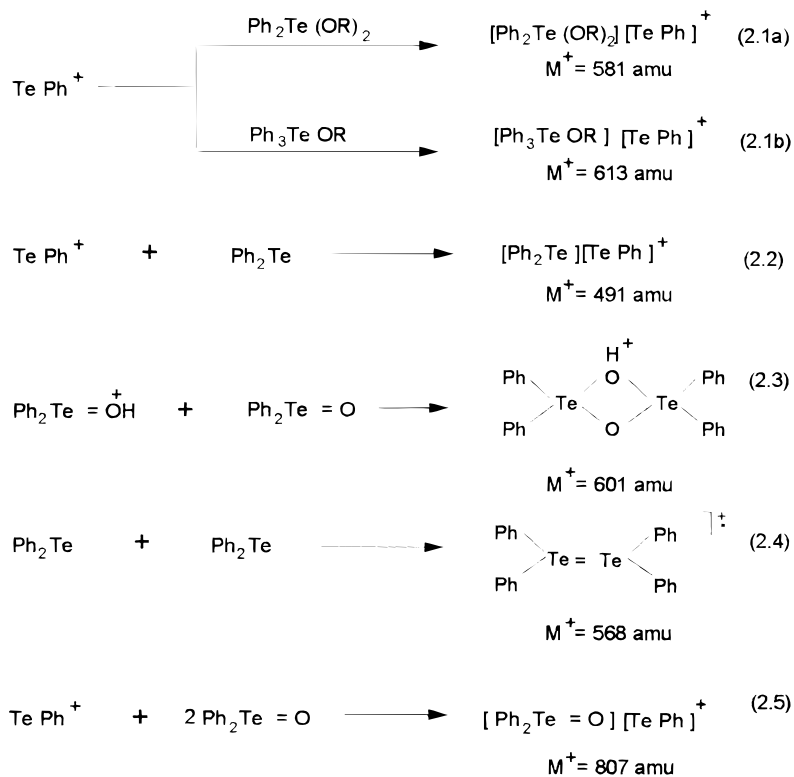 Ph₂Te (OR)₂
[Ph₂Te (OR)₂] [Te Ph]⁺ (2.1a)
M⁺ = 581 amu
Te Ph⁺
Ph₃Te OR
[Ph₃Te OR ] [Te Ph]⁺ (2.1b)
M⁺ = 613 amu
Te Ph⁺ + Ph₂Te [Ph₂Te ][Te Ph]⁺ (2.2)
M⁺ = 491 amu
H⁺
Ph O Ph (2.3)
Ph₂Te = O⁺H + Ph₂Te = O Te Te
Ph O Ph
M⁺ = 601 amu
Ph Ph ]⁺·
Ph₂Te + Ph₂Te Te = Te (2.4)
Ph Ph
M⁺ = 568 amu
Te Ph⁺ + 2 Ph₂Te = O [ Ph₂Te = O] [Te Ph]⁺ (2.5)
M⁺ = 807 amu